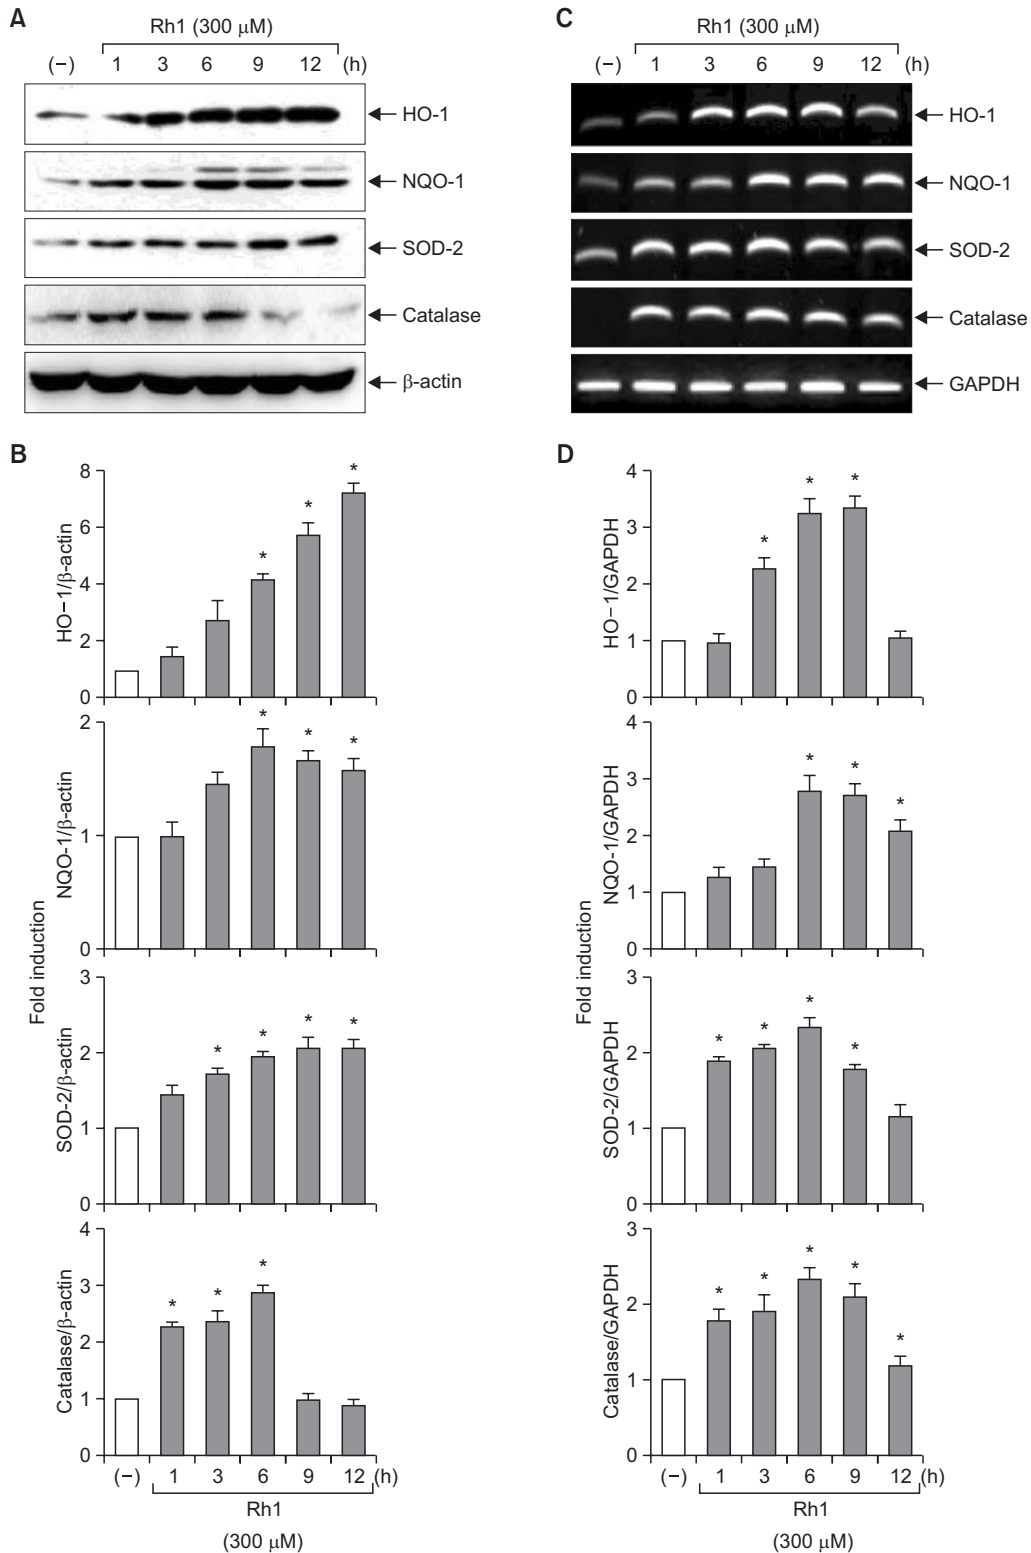 A
Rh1 (300 μM)
(−) 1 3 6 9 12 (h)
HO-1
NQO-1
SOD-2
Catalase
β-actin
C
Rh1 (300 μM)
(−) 1 3 6 9 12 (h)
HO-1
NQO-1
SOD-2
Catalase
GAPDH
B
Fold induction
HO−1/β-actin
8
6
4
2
0
* * *
NQO-1/β-actin
2
1
0
* * *
SOD-2/β-actin
3
2
1
0
* * * *
Catalase/β-actin
4
3
2
1
0
* * *
(−) 1 3 6 9 12 (h)
Rh1
(300 μM)
D
Fold induction
HO−1/GAPDH
4
3
2
1
0
* * *
NQO-1/GAPDH
4
3
2
1
0
* * *
SOD-2/GAPDH
3
2
1
0
* * * *
Catalase/GAPDH
3
2
1
0
* * * * *
(−) 1 3 6 9 12 (h)
Rh1
(300 μM)